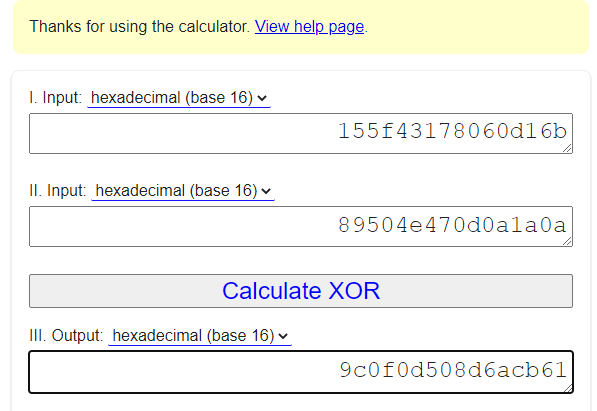 Thanks for using the calculator. View help page.
I. Input: hexadecimal (base 16)
155f43178060d16b
II. Input: hexadecimal (base 16)
89504e470d0a1a0a
Calculate XOR
III. Output: hexadecimal (base 16)
9c0f0d508d6acb61